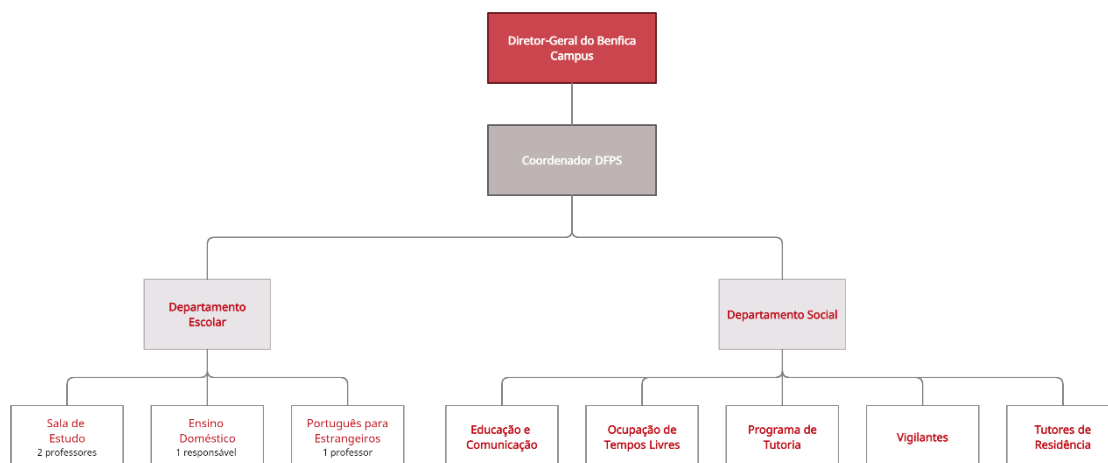 Diretor-Geral do Benfica
Campus
Coordenador DFPS
Departamento
Escolar
Departamento Social
Sala de
Estudo
2 professores
Ensino
Doméstico
1 responsável
Português para
Estrangeiros
1 professor
Educação e
Comunicação
Ocupação de
Tempos Livres
Programa de
Tutoria
Vigilantes
Tutores de
Residência